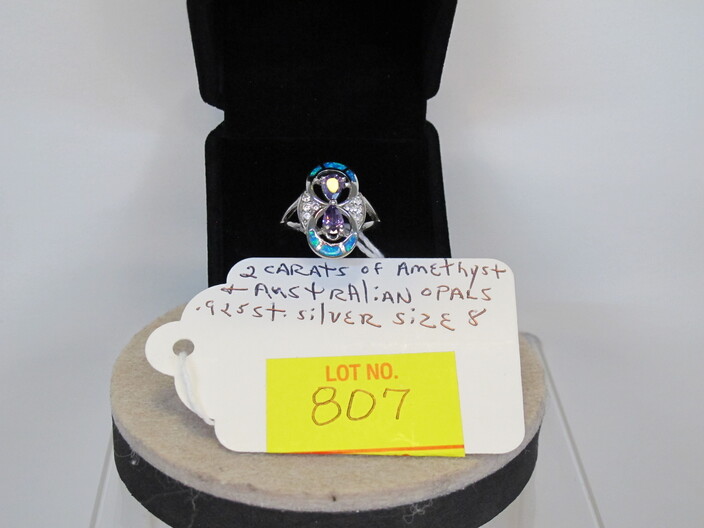 2 CARATS of AmEthyst
+ AuStRAliAN OPALS
.925 St. SilvER SizE 8
LOT NO.
807